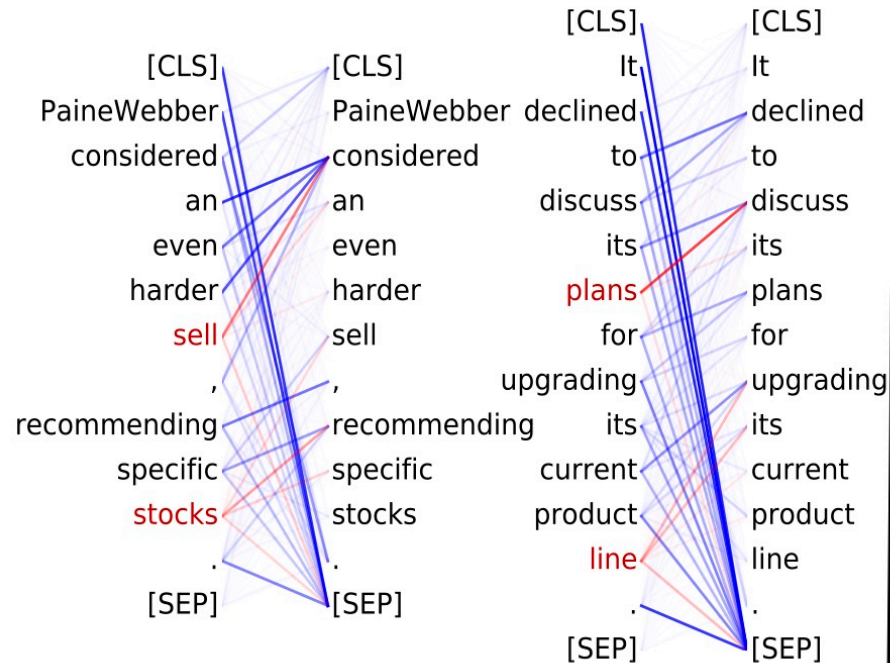 [CLS] [CLS]
PaineWebber PaineWebber
considered considered
an an
even even
harder harder
sell sell
, ,
recommending recommending
specific specific
stocks stocks
. .
[SEP] [SEP]
[CLS] [CLS]
It It
declined declined
to to
discuss discuss
its its
plans plans
for for
upgrading upgrading
its its
current current
product product
line line
. .
[SEP] [SEP]